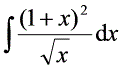 ∫ (1 + x)² / √x dx